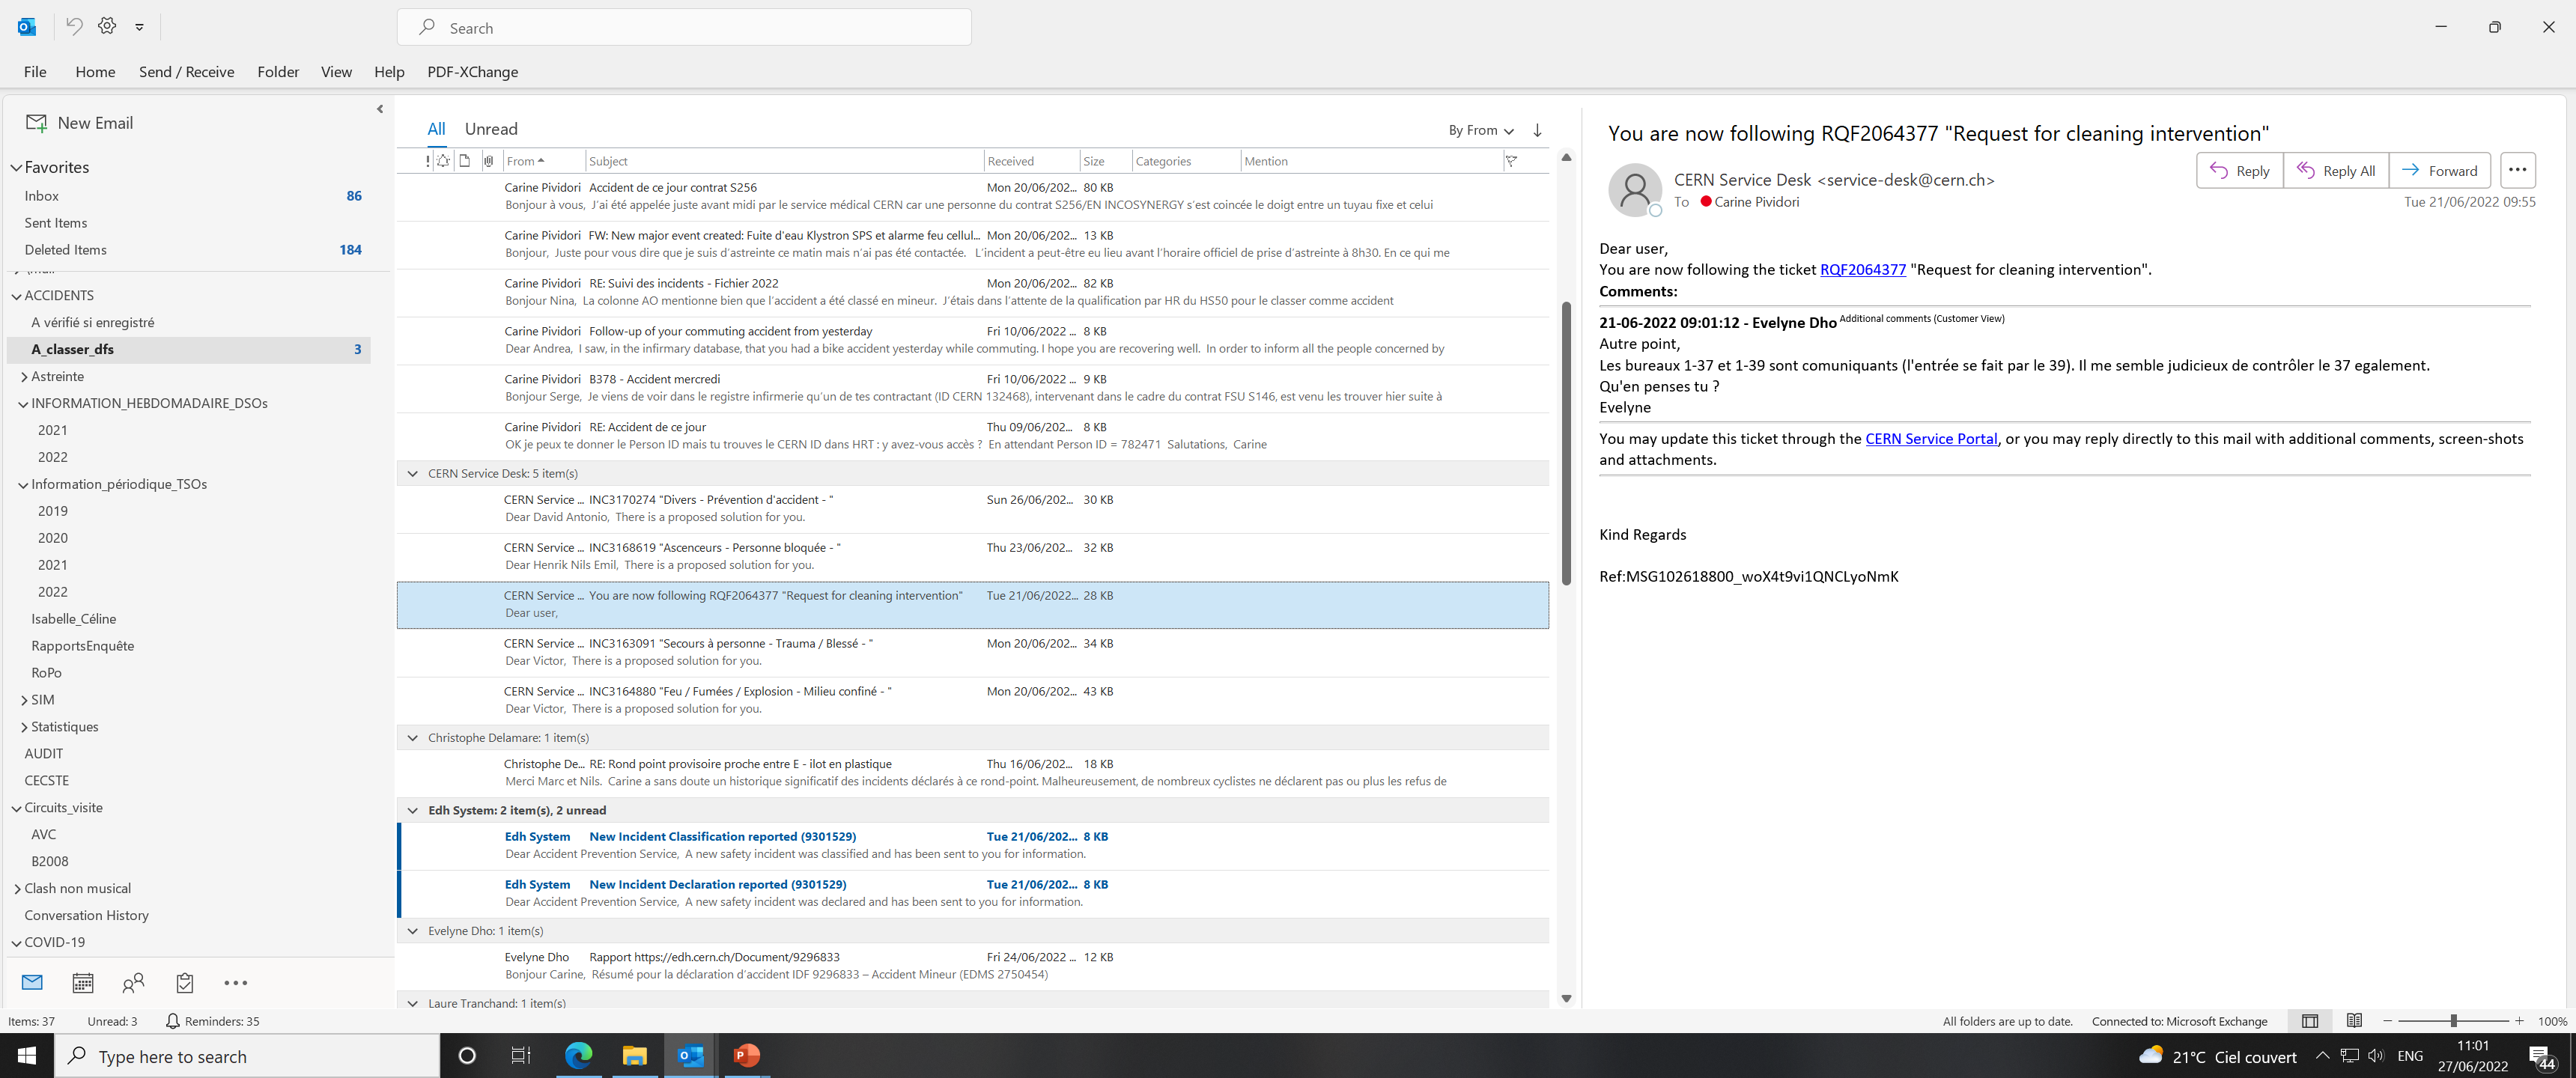 Search
File Home Send / Receive Folder View Help PDF-XChange
New Email
Favorites
Inbox 86
Sent Items
Deleted Items 184
ACCIDENTS
A vérifié si enregistré
A_classer_dfs 3
Astreinte
INFORMATION_HEBDOMADAIRE_DSOs
2021
2022
Information_périodique_TSOs
2019
2020
2021
2022
Isabelle_Céline
RapportsEnquête
RoPo
SIM
Statistiques
AUDIT
CECSTE
Circuits_visite
AVC
B2008
Clash non musical
Conversation History
COVID-19
All Unread By From
From Subject Received Size Categories Mention
Carine Pividori Accident de ce jour contrat S256 Mon 20/06/202... 80 KB
Bonjour à vous, J'ai été appelée juste avant midi par le service médical CERN car une personne du contrat S256/EN INCOSYNERGY s'est coincée le doigt entre un tuyau fixe et celui
Carine Pividori FW: New major event created: Fuite d'eau Klystron SPS et alarme feu cellul... Mon 20/06/202... 13 KB
Bonjour, Juste pour vous dire que je suis d'astreinte ce matin mais n'ai pas été contactée. L'incident a peut-être eu lieu avant l'horaire officiel de prise d'astreinte à 8h30. En ce qui me
Carine Pividori RE: Suivi des incidents - Fichier 2022 Mon 20/06/202... 82 KB
Bonjour Nina, La colonne AO mentionne bien que l'accident a été classé en mineur. J'étais dans l'attente de la qualification par HR du HS50 pour le classer comme accident
Carine Pividori Follow-up of your commuting accident from yesterday Fri 10/06/2022 ... 8 KB
Dear Andrea, I saw, in the infirmary database, that you had a bike accident yesterday while commuting. I hope you are recovering well. In order to inform all the people concerned by
Carine Pividori B378 - Accident mercredi Fri 10/06/2022 ... 9 KB
Bonjour Serge, Je viens de voir dans le registre infirmerie qu'un de tes contractant (ID CERN 132468), intervenant dans le cadre du contrat FSU S146, est venu les trouver hier suite à
Carine Pividori RE: Accident de ce jour Thu 09/06/202... 8 KB
OK je peux te donner le Person ID mais tu trouves le CERN ID dans HRT : y avez-vous accès ? En attendant Person ID = 782471 Salutations, Carine
CERN Service Desk: 5 item(s)
CERN Service ... INC3170274 "Divers - Prévention d'accident - " Sun 26/06/202... 30 KB
Dear David Antonio, There is a proposed solution for you.
CERN Service ... INC3168619 "Ascenceurs - Personne bloquée - " Thu 23/06/202... 32 KB
Dear Henrik Nils Emil, There is a proposed solution for you.
CERN Service ... You are now following RQF2064377 "Request for cleaning intervention" Tue 21/06/2022... 28 KB
Dear user,
CERN Service ... INC3163091 "Secours à personne - Trauma / Blessé - " Mon 20/06/202... 34 KB
Dear Victor, There is a proposed solution for you.
CERN Service ... INC3164880 "Feu / Fumées / Explosion - Milieu confiné - " Mon 20/06/202... 43 KB
Dear Victor, There is a proposed solution for you.
Christophe Delamare: 1 item(s)
Christophe De... RE: Rond point provisoire proche entre E - ilot en plastique Thu 16/06/202... 18 KB
Merci Marc et Nils. Carine a sans doute un historique significatif des incidents déclarés à ce rond-point. Malheureusement, de nombreux cyclistes ne déclarent pas ou plus les refus de
Edh System: 2 item(s), 2 unread
Edh System New Incident Classification reported (9301529) Tue 21/06/202... 8 KB
Dear Accident Prevention Service, A new safety incident was classified and has been sent to you for information.
Edh System New Incident Declaration reported (9301529) Tue 21/06/202... 8 KB
Dear Accident Prevention Service, A new safety incident was declared and has been sent to you for information.
Evelyne Dho: 1 item(s)
Evelyne Dho Rapport https://edh.cern.ch/Document/9296833 Fri 24/06/2022 ... 12 KB
Bonjour Carine, Résumé pour la déclaration d'accident IDF 9296833 – Accident Mineur (EDMS 2750454)
Laure Tranchand: 1 item(s)
You are now following RQF2064377 "Request for cleaning intervention"
CERN Service Desk <service-desk@cern.ch>
Reply Reply All Forward
To Carine Pividori
Tue 21/06/2022 09:55
Dear user,
You are now following the ticket RQF2064377 "Request for cleaning intervention".
Comments:
21-06-2022 09:01:12 - Evelyne Dho Additional comments (Customer View)
Autre point,
Les bureaux 1-37 et 1-39 sont comuniquants (l'entrée se fait par le 39). Il me semble judicieux de contrôler le 37 egalement.
Qu'en penses tu ?
Evelyne
You may update this ticket through the CERN Service Portal, or you may reply directly to this mail with additional comments, screen-shots
and attachments.
Kind Regards
Ref:MSG102618800_woX4t9vi1QNCLyoNmK
Items: 37 Unread: 3 Reminders: 35 All folders are up to date. Connected to: Microsoft Exchange 100%
Type here to search 21°C Ciel couvert ENG 11:01
27/06/2022 44